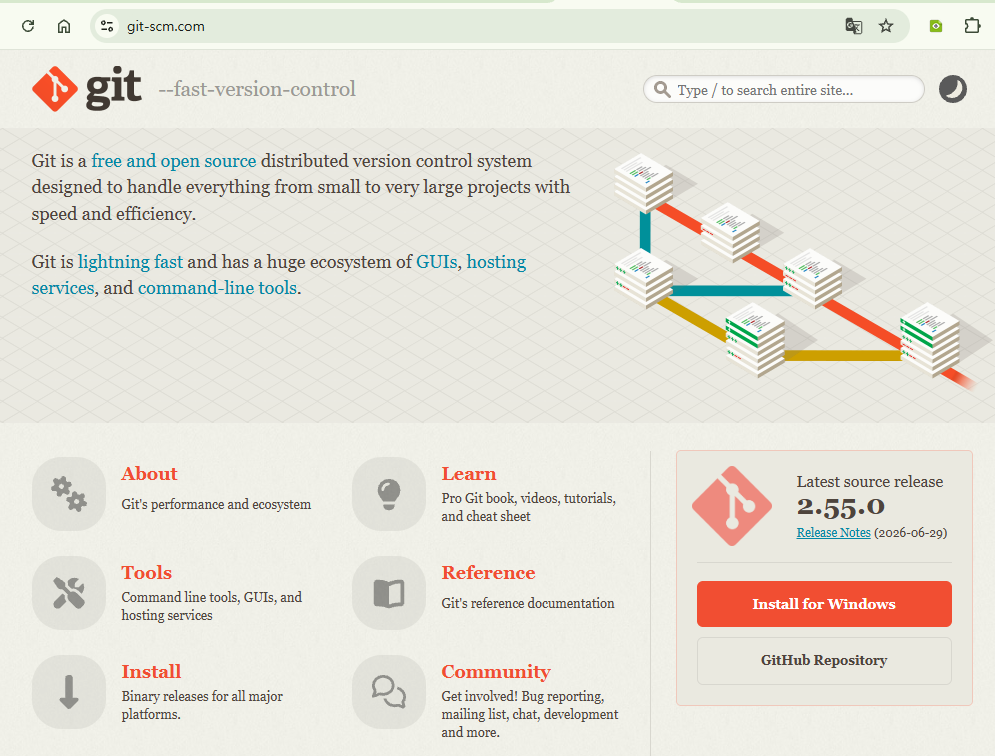 git-scm.com
git --fast-version-control
Type / to search entire site...
Git is a free and open source distributed version control system
designed to handle everything from small to very large projects with
speed and efficiency.
Git is lightning fast and has a huge ecosystem of GUIs, hosting
services, and command-line tools.
About
Git's performance and ecosystem
Learn
Pro Git book, videos, tutorials,
and cheat sheet
Tools
Command line tools, GUIs, and
hosting services
Reference
Git's reference documentation
Install
Binary releases for all major
platforms.
Community
Get involved! Bug reporting,
mailing list, chat, development
and more.
Latest source release
2.55.0
Release Notes (2026-06-29)
Install for Windows
GitHub Repository